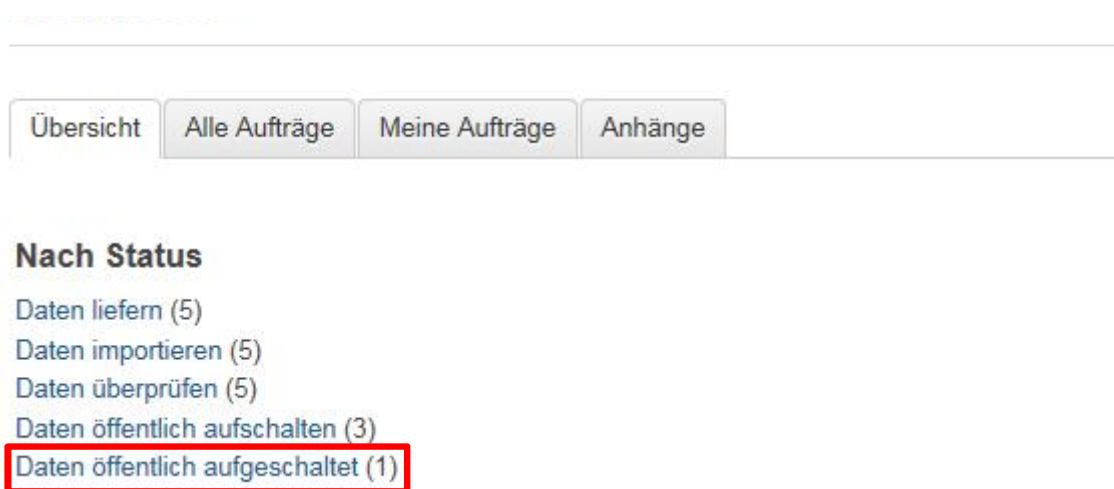 Übersicht Alle Aufträge Meine Aufträge Anhänge
Nach Status
Daten liefern (5)
Daten importieren (5)
Daten überprüfen (5)
Daten öffentlich aufschalten (3)
Daten öffentlich aufgeschaltet (1)